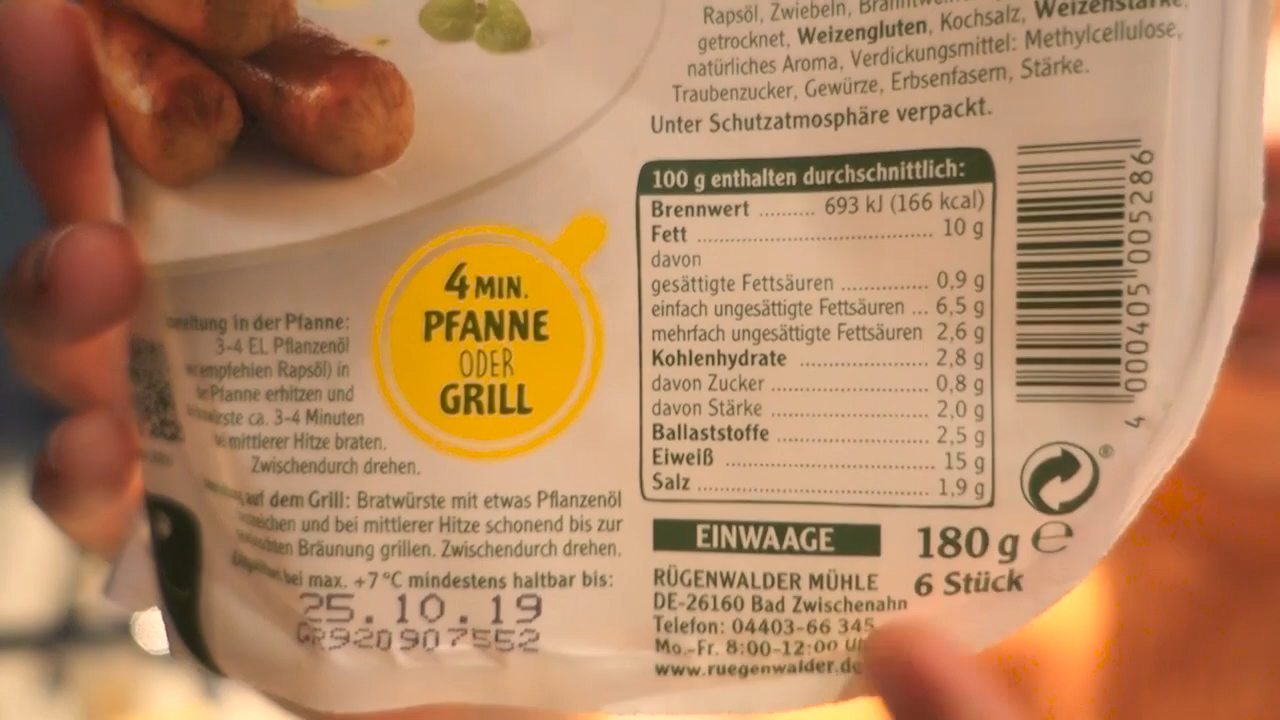 Rapsöl, Zwiebeln,
getrocknet, Weizengluten, Kochsalz, Weizenstärke,
natürliches Aroma, Verdickungsmittel: Methylcellulose,
Traubenzucker, Gewürze, Erbsenfasern, Stärke.
Unter Schutzatmosphäre verpackt.
100 g enthalten durchschnittlich:
Brennwert .......... 693 kJ (166 kcal)
Fett .......... 10 g
davon
gesättigte Fettsäuren .......... 0,9 g
einfach ungesättigte Fettsäuren ... 6,5 g
mehrfach ungesättigte Fettsäuren 2,6 g
Kohlenhydrate .......... 2,8 g
davon Zucker .......... 0,8 g
davon Stärke .......... 2,0 g
Ballaststoffe .......... 2,5 g
Eiweiß .......... 15 g
Salz .......... 1,9 g
4 000405 005286
4 MIN.
PFANNE
ODER
GRILL
in der Pfanne:
3-4 EL Pflanzenöl
empfehlen Rapsöl) in
Pfanne erhitzen und
ca. 3-4 Minuten
mittlerer Hitze braten.
Zwischendurch drehen.
auf dem Grill: Bratwürste mit etwas Pflanzenöl
und bei mittlerer Hitze schonend bis zur
Bräunung grillen. Zwischendurch drehen.
bei max. +7 °C mindestens haltbar bis:
25.10.19
GR920907552
EINWAAGE
180 g e
6 Stück
RÜGENWALDER MÜHLE
DE-26160 Bad Zwischenahn
Telefon: 04403-66 345
Mo.-Fr. 8:00-12:00
www.ruegenwalder.de
®